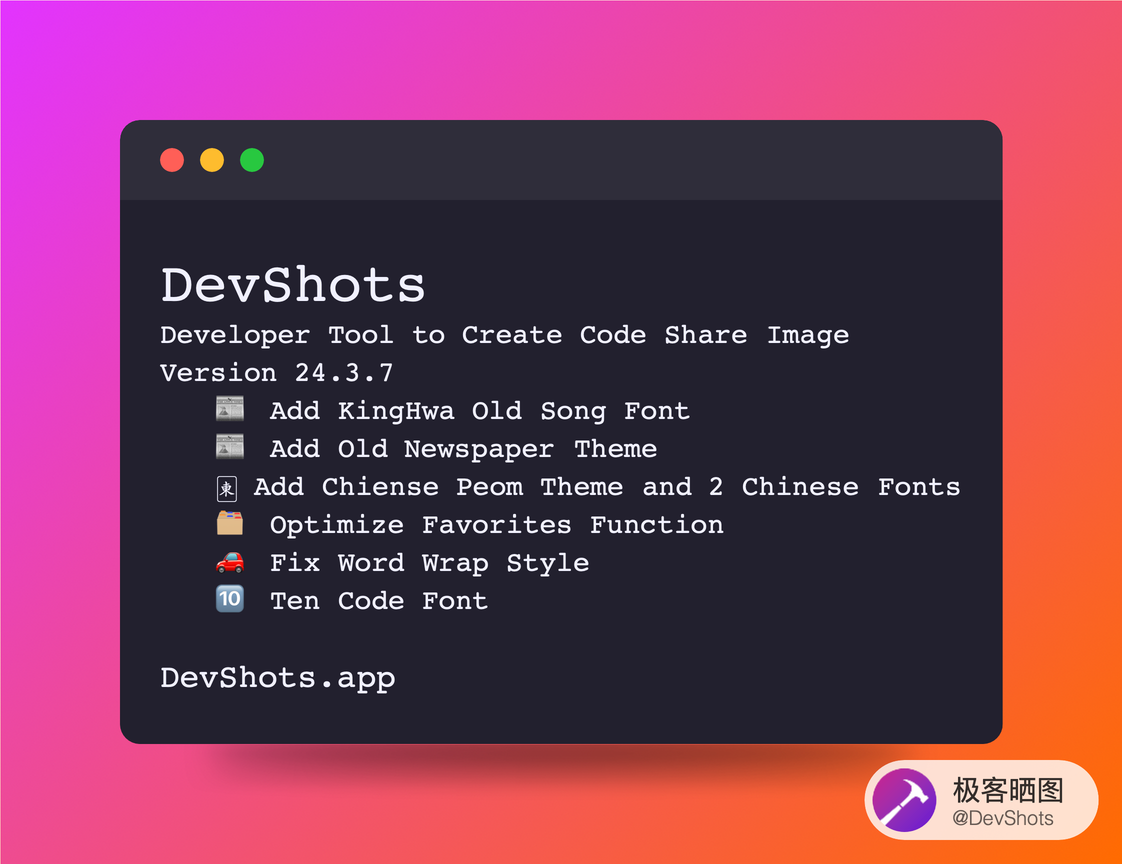 DevShots
Developer Tool to Create Code Share Image
Version 24.3.7
📰 Add KingHwa Old Song Font
📰 Add Old Newspaper Theme
🀀 Add Chiense Peom Theme and 2 Chinese Fonts
🗂️ Optimize Favorites Function
🚗 Fix Word Wrap Style
🔟 Ten Code Font
DevShots.app
极客晒图
@DevShots